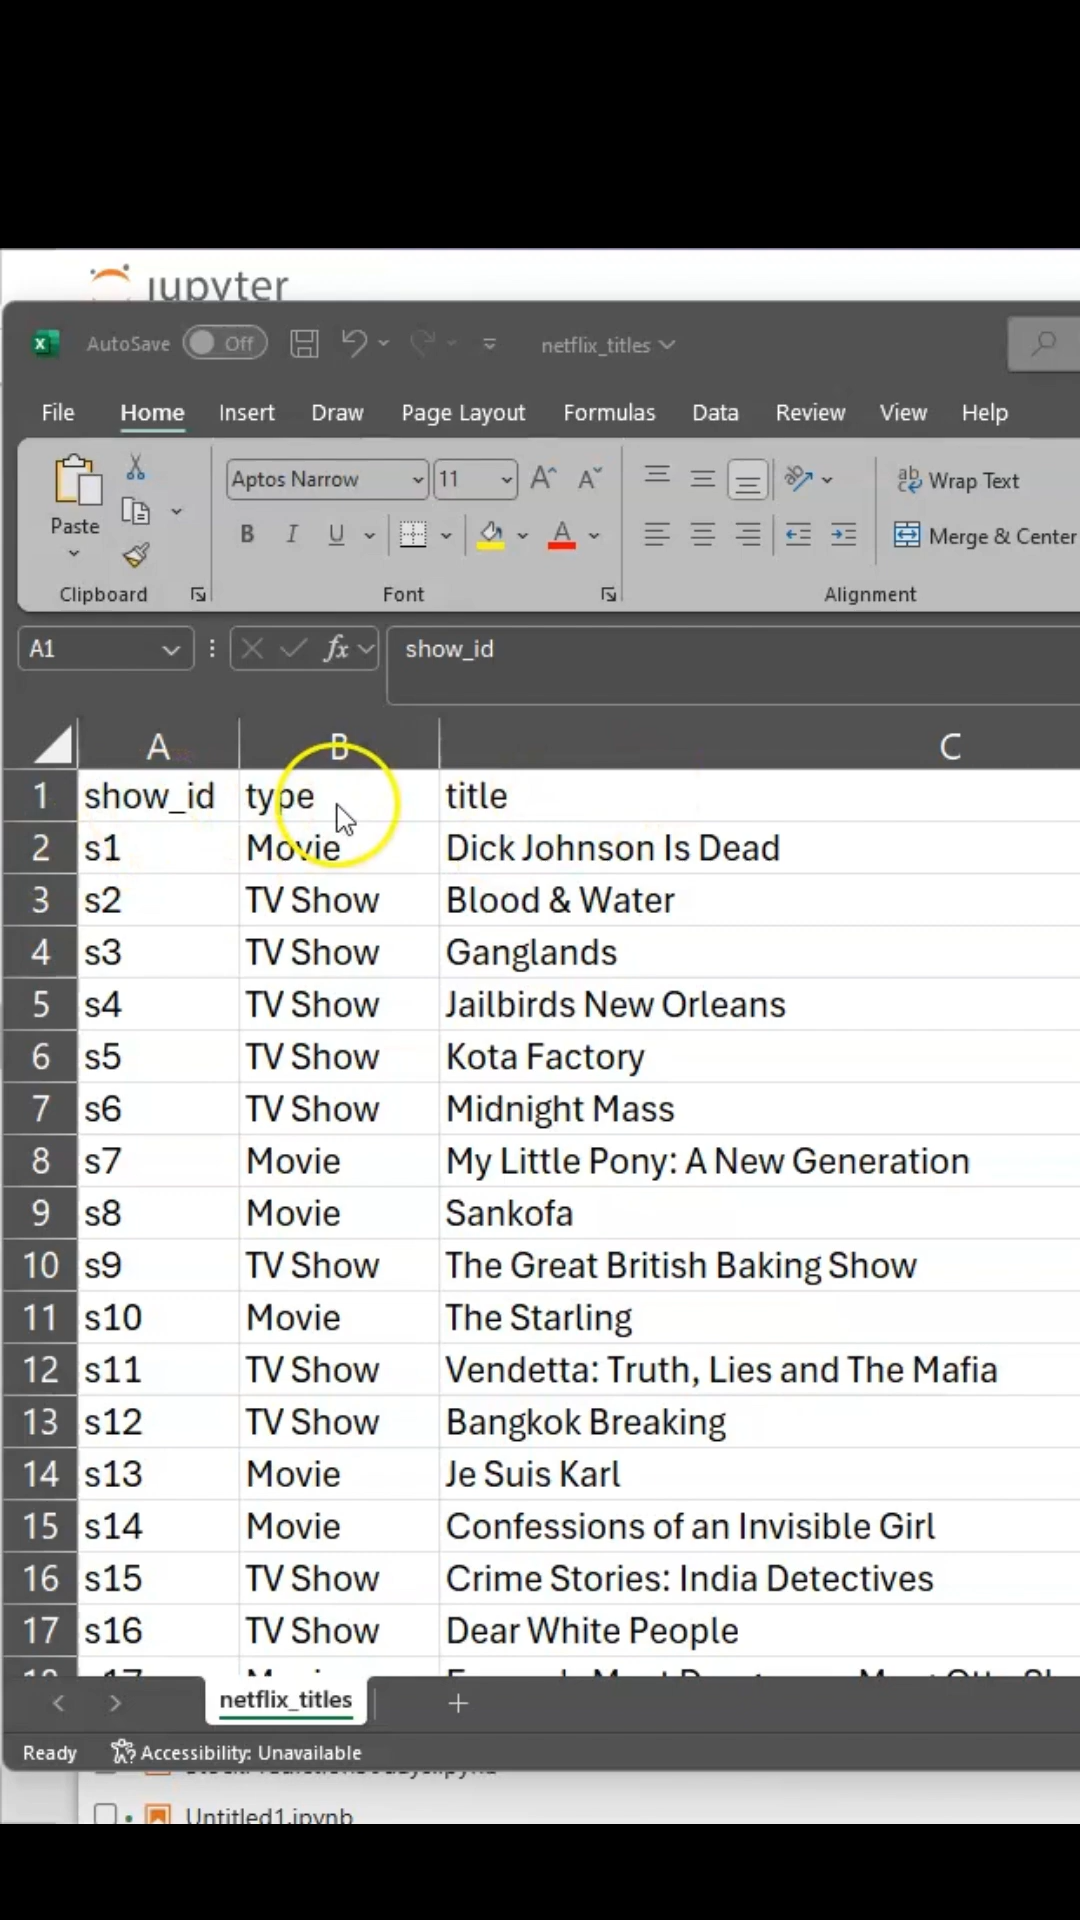 jupyter
AutoSave Off netflix_titles
File Home Insert Draw Page Layout Formulas Data Review View Help
Aptos Narrow 11 Wrap Text
Paste B I U A Merge & Center
Clipboard Font Alignment
A1 fx show_id
A B C
1 show_id type title
2 s1 Movie Dick Johnson Is Dead
3 s2 TV Show Blood & Water
4 s3 TV Show Ganglands
5 s4 TV Show Jailbirds New Orleans
6 s5 TV Show Kota Factory
7 s6 TV Show Midnight Mass
8 s7 Movie My Little Pony: A New Generation
9 s8 Movie Sankofa
10 s9 TV Show The Great British Baking Show
11 s10 Movie The Starling
12 s11 TV Show Vendetta: Truth, Lies and The Mafia
13 s12 TV Show Bangkok Breaking
14 s13 Movie Je Suis Karl
15 s14 Movie Confessions of an Invisible Girl
16 s15 TV Show Crime Stories: India Detectives
17 s16 TV Show Dear White People
netflix_titles
Ready Accessibility: Unavailable
Untitled1.ipynb